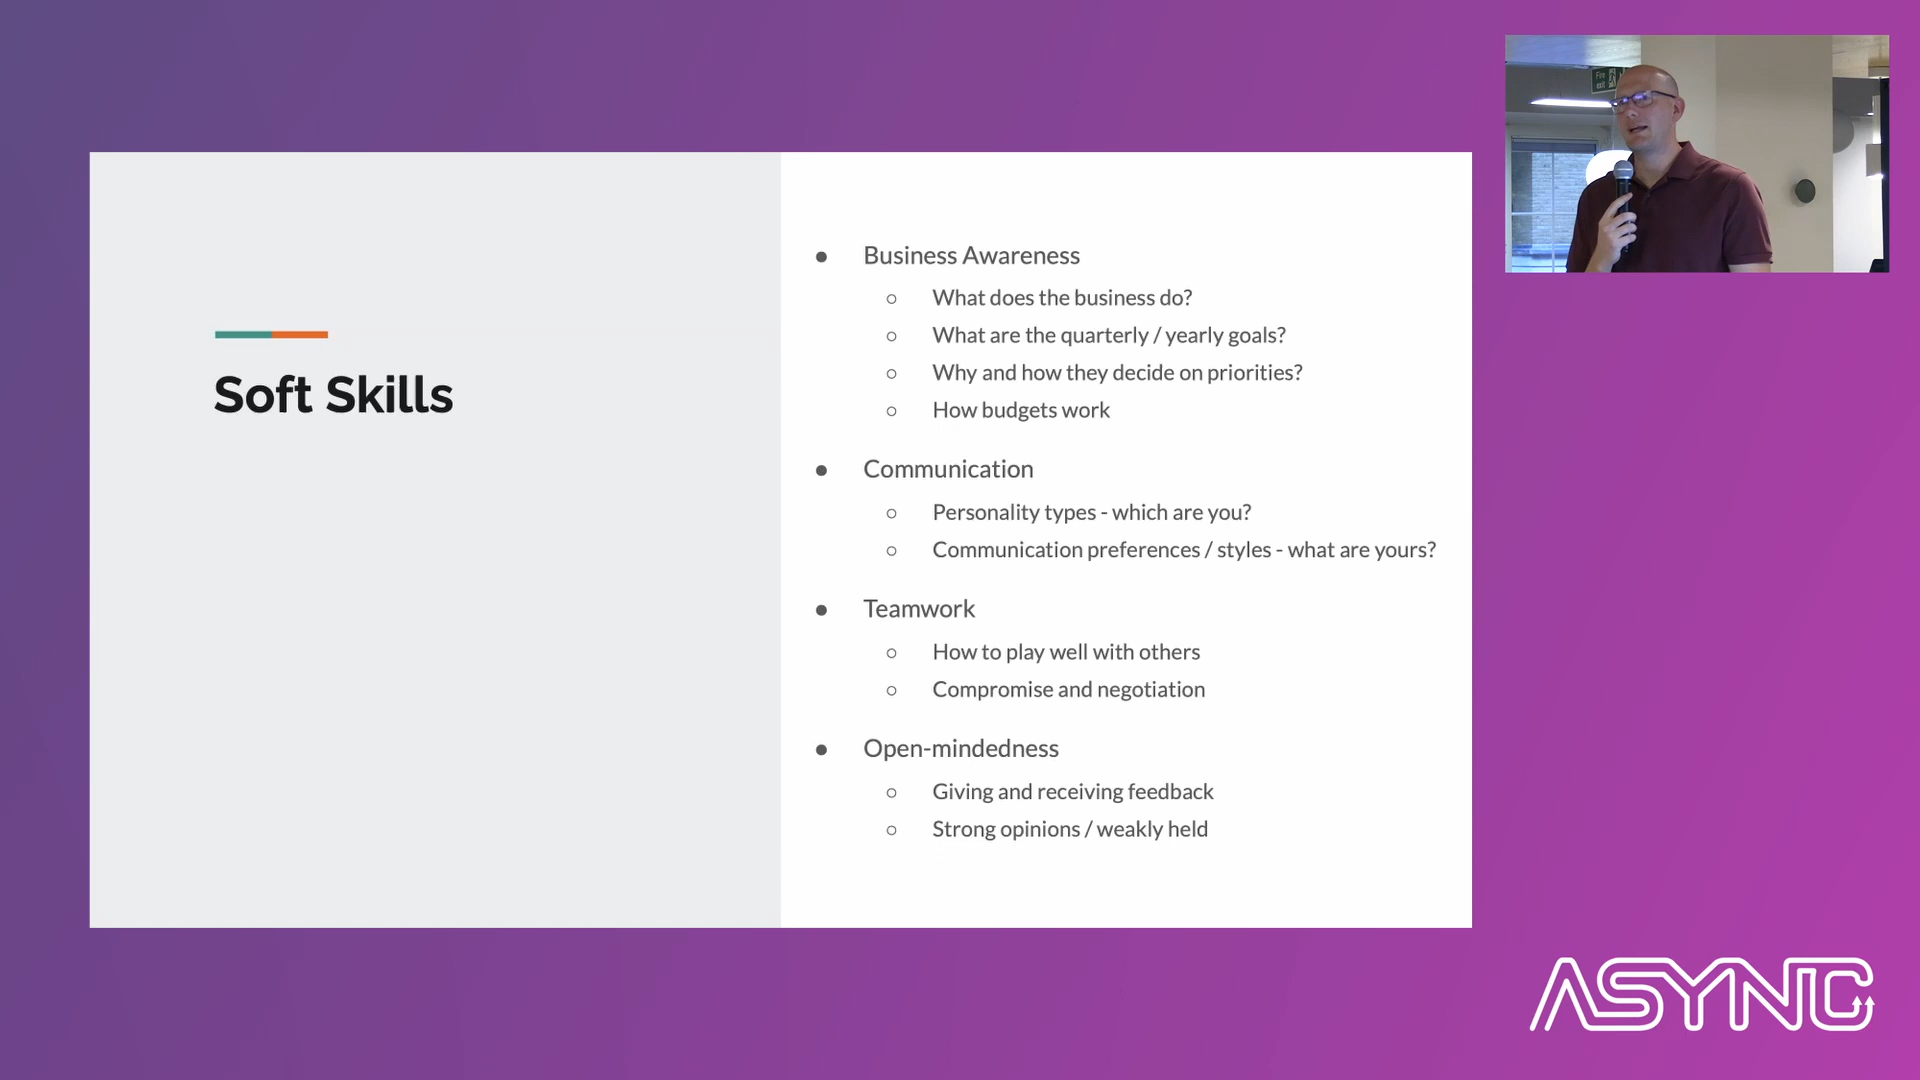 Soft Skills
Business Awareness
What does the business do?
What are the quarterly / yearly goals?
Why and how they decide on priorities?
How budgets work
Communication
Personality types - which are you?
Communication preferences / styles - what are yours?
Teamwork
How to play well with others
Compromise and negotiation
Open-mindedness
Giving and receiving feedback
Strong opinions / weakly held
Fire
exit
ASYNC